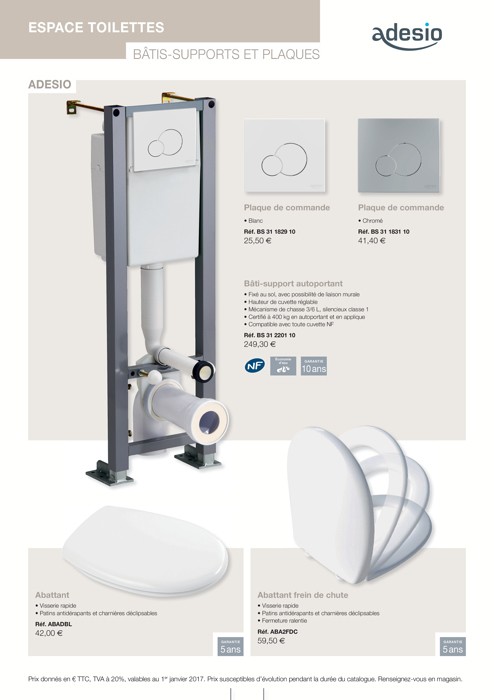 ESPACE TOILETTES
adesio
BÂTIS-SUPPORTS ET PLAQUES
ADESIO
Plaque de commande
• Blanc
Réf. BS 31 1829 10
25,50 €
Plaque de commande
• Chromé
Réf. BS 31 1831 10
41,40 €
Bâti-support autoportant
• Fixé au sol, avec possibilité de liaison murale
• Hauteur de cuvette réglable
• Mécanisme de chasse 3/6 L, silencieux classe 1
• Certifié à 400 kg en autoportant et en applique
• Compatible avec toute cuvette NF
Réf. BS 31 2201 10
249,30 €
NF
Économie d'eau
GARANTIE
10 ans
Abattant
• Visserie rapide
• Patins antidérapants et charnières déclipsables
Réf. ABADBL
42,00 €
GARANTIE
5 ans
Abattant frein de chute
• Visserie rapide
• Patins antidérapants et charnières déclipsables
• Fermeture ralentie
Réf. ABA2FDC
59,50 €
GARANTIE
5 ans
Prix donnés en € TTC, TVA à 20%, valables au 1er janvier 2017. Prix susceptibles d'évolution pendant la durée du catalogue. Renseignez-vous en magasin.